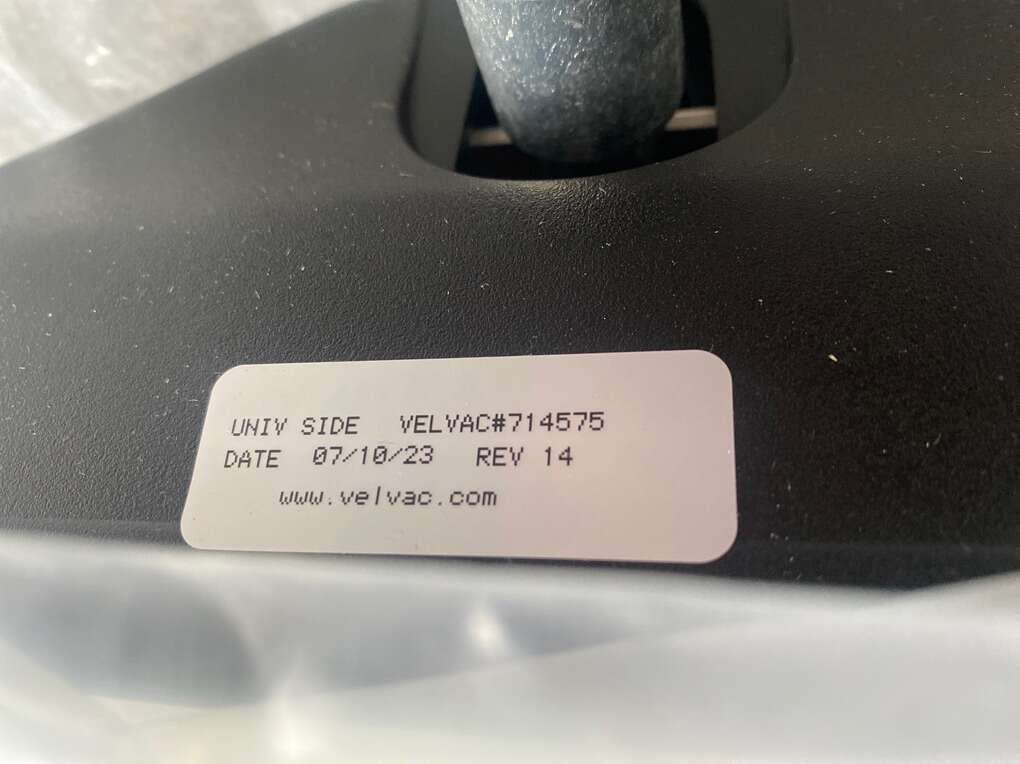 UNIV SIDE VELVAC#714575
DATE 07/10/23 REV 14
www.velvac.com